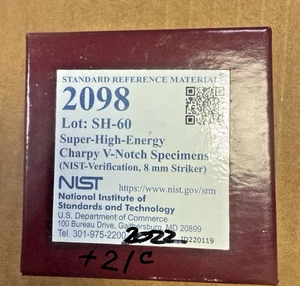 STANDARD REFERENCE MATERIAL
2098
Lot: SH-60
Super-High-Energy
Charpy V-Notch Specimens
(NIST-Verification, 8 mm Striker)
NIST https://www.nist.gov/srm
National Institute of
Standards and Technology
U.S. Department of Commerce
100 Bureau Drive, Gaithersburg, MD 20899
Tel. 301-975-2200 2022 ID220119
+21C